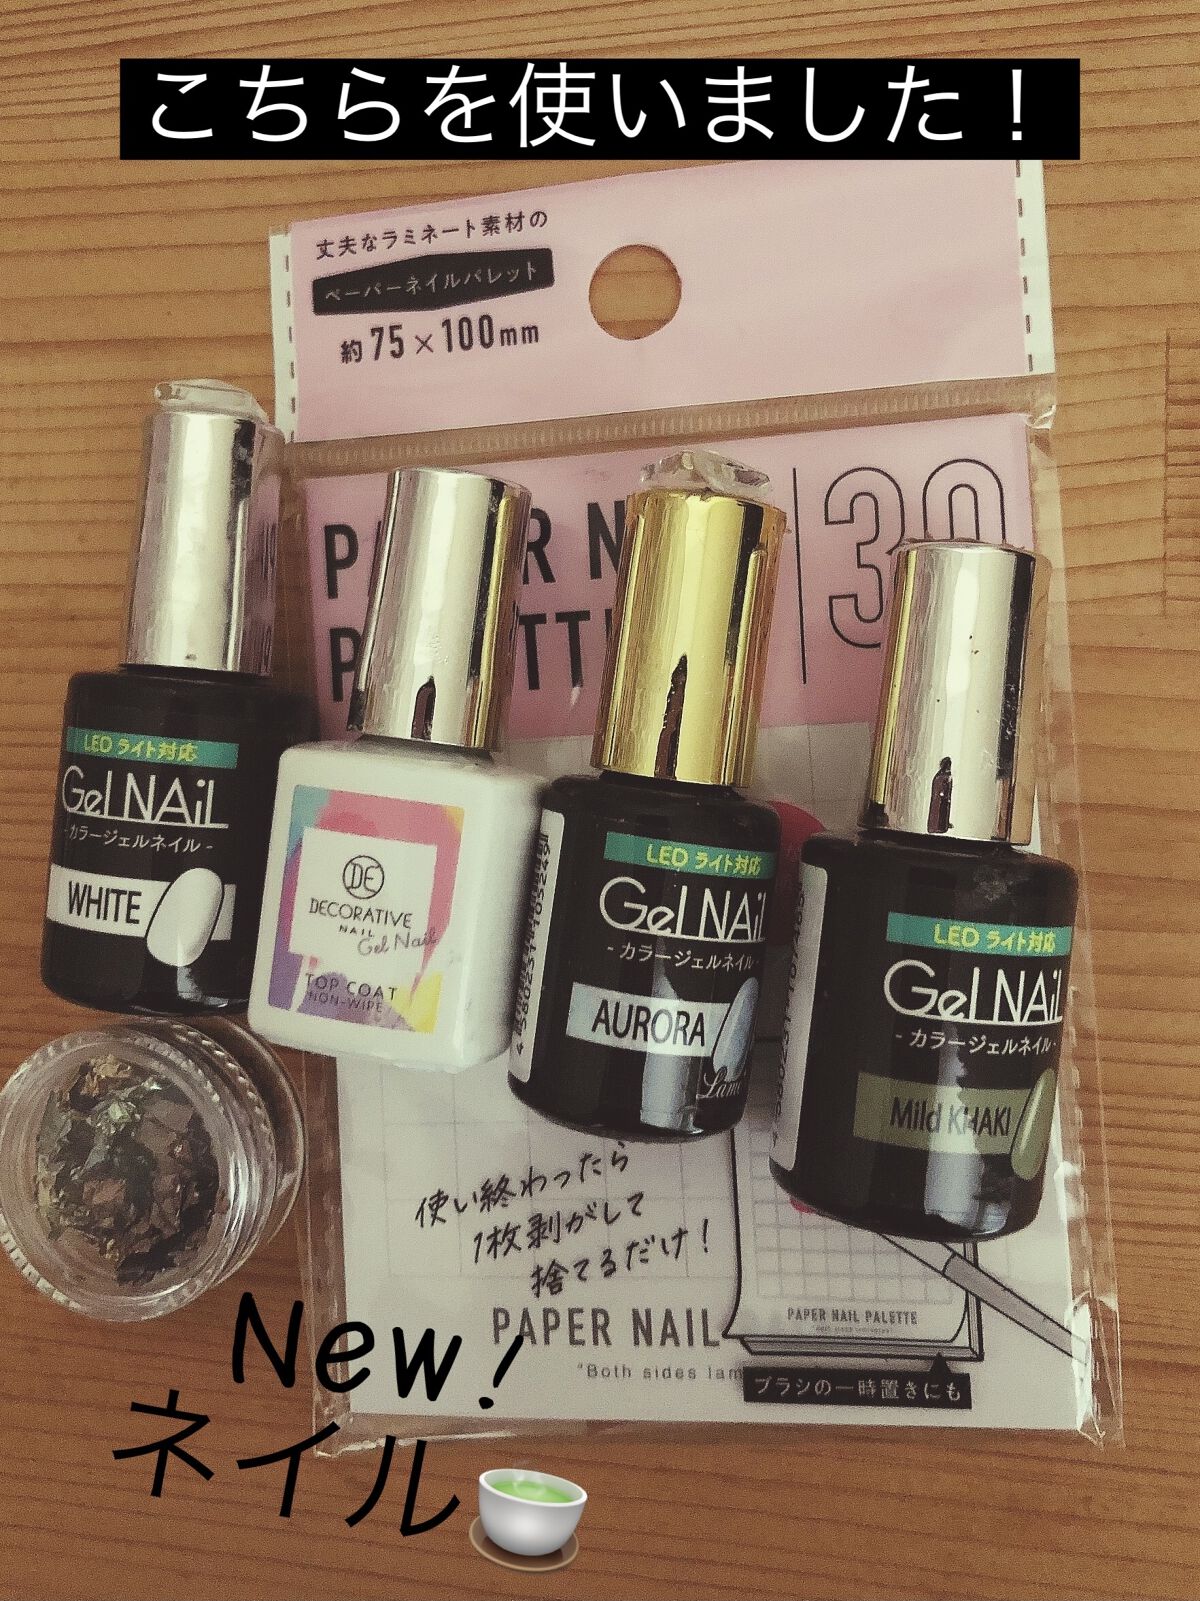 こちらを使いました！
丈夫なラミネート素材の
ペーパーネイルパレット
約75×100mm
30
LED ライト対応
Gel NAiL
-カラージェルネイル-
WHITE
DE
DECORATIVE
NAIL
Gel Nail
TOP COAT
NON-WIPE
LED ライト対応
Gel NAiL
-カラージェルネイル-
AURORA
LED ライト対応
Gel NAiL
-カラージェルネイル-
Mild KHAKI
使い終わったら
1枚剥がして
捨てるだけ！
PAPER NAIL
"Both sides
PAPER NAIL PALETTE
ブラシの一時置きにも
New!
ネイル